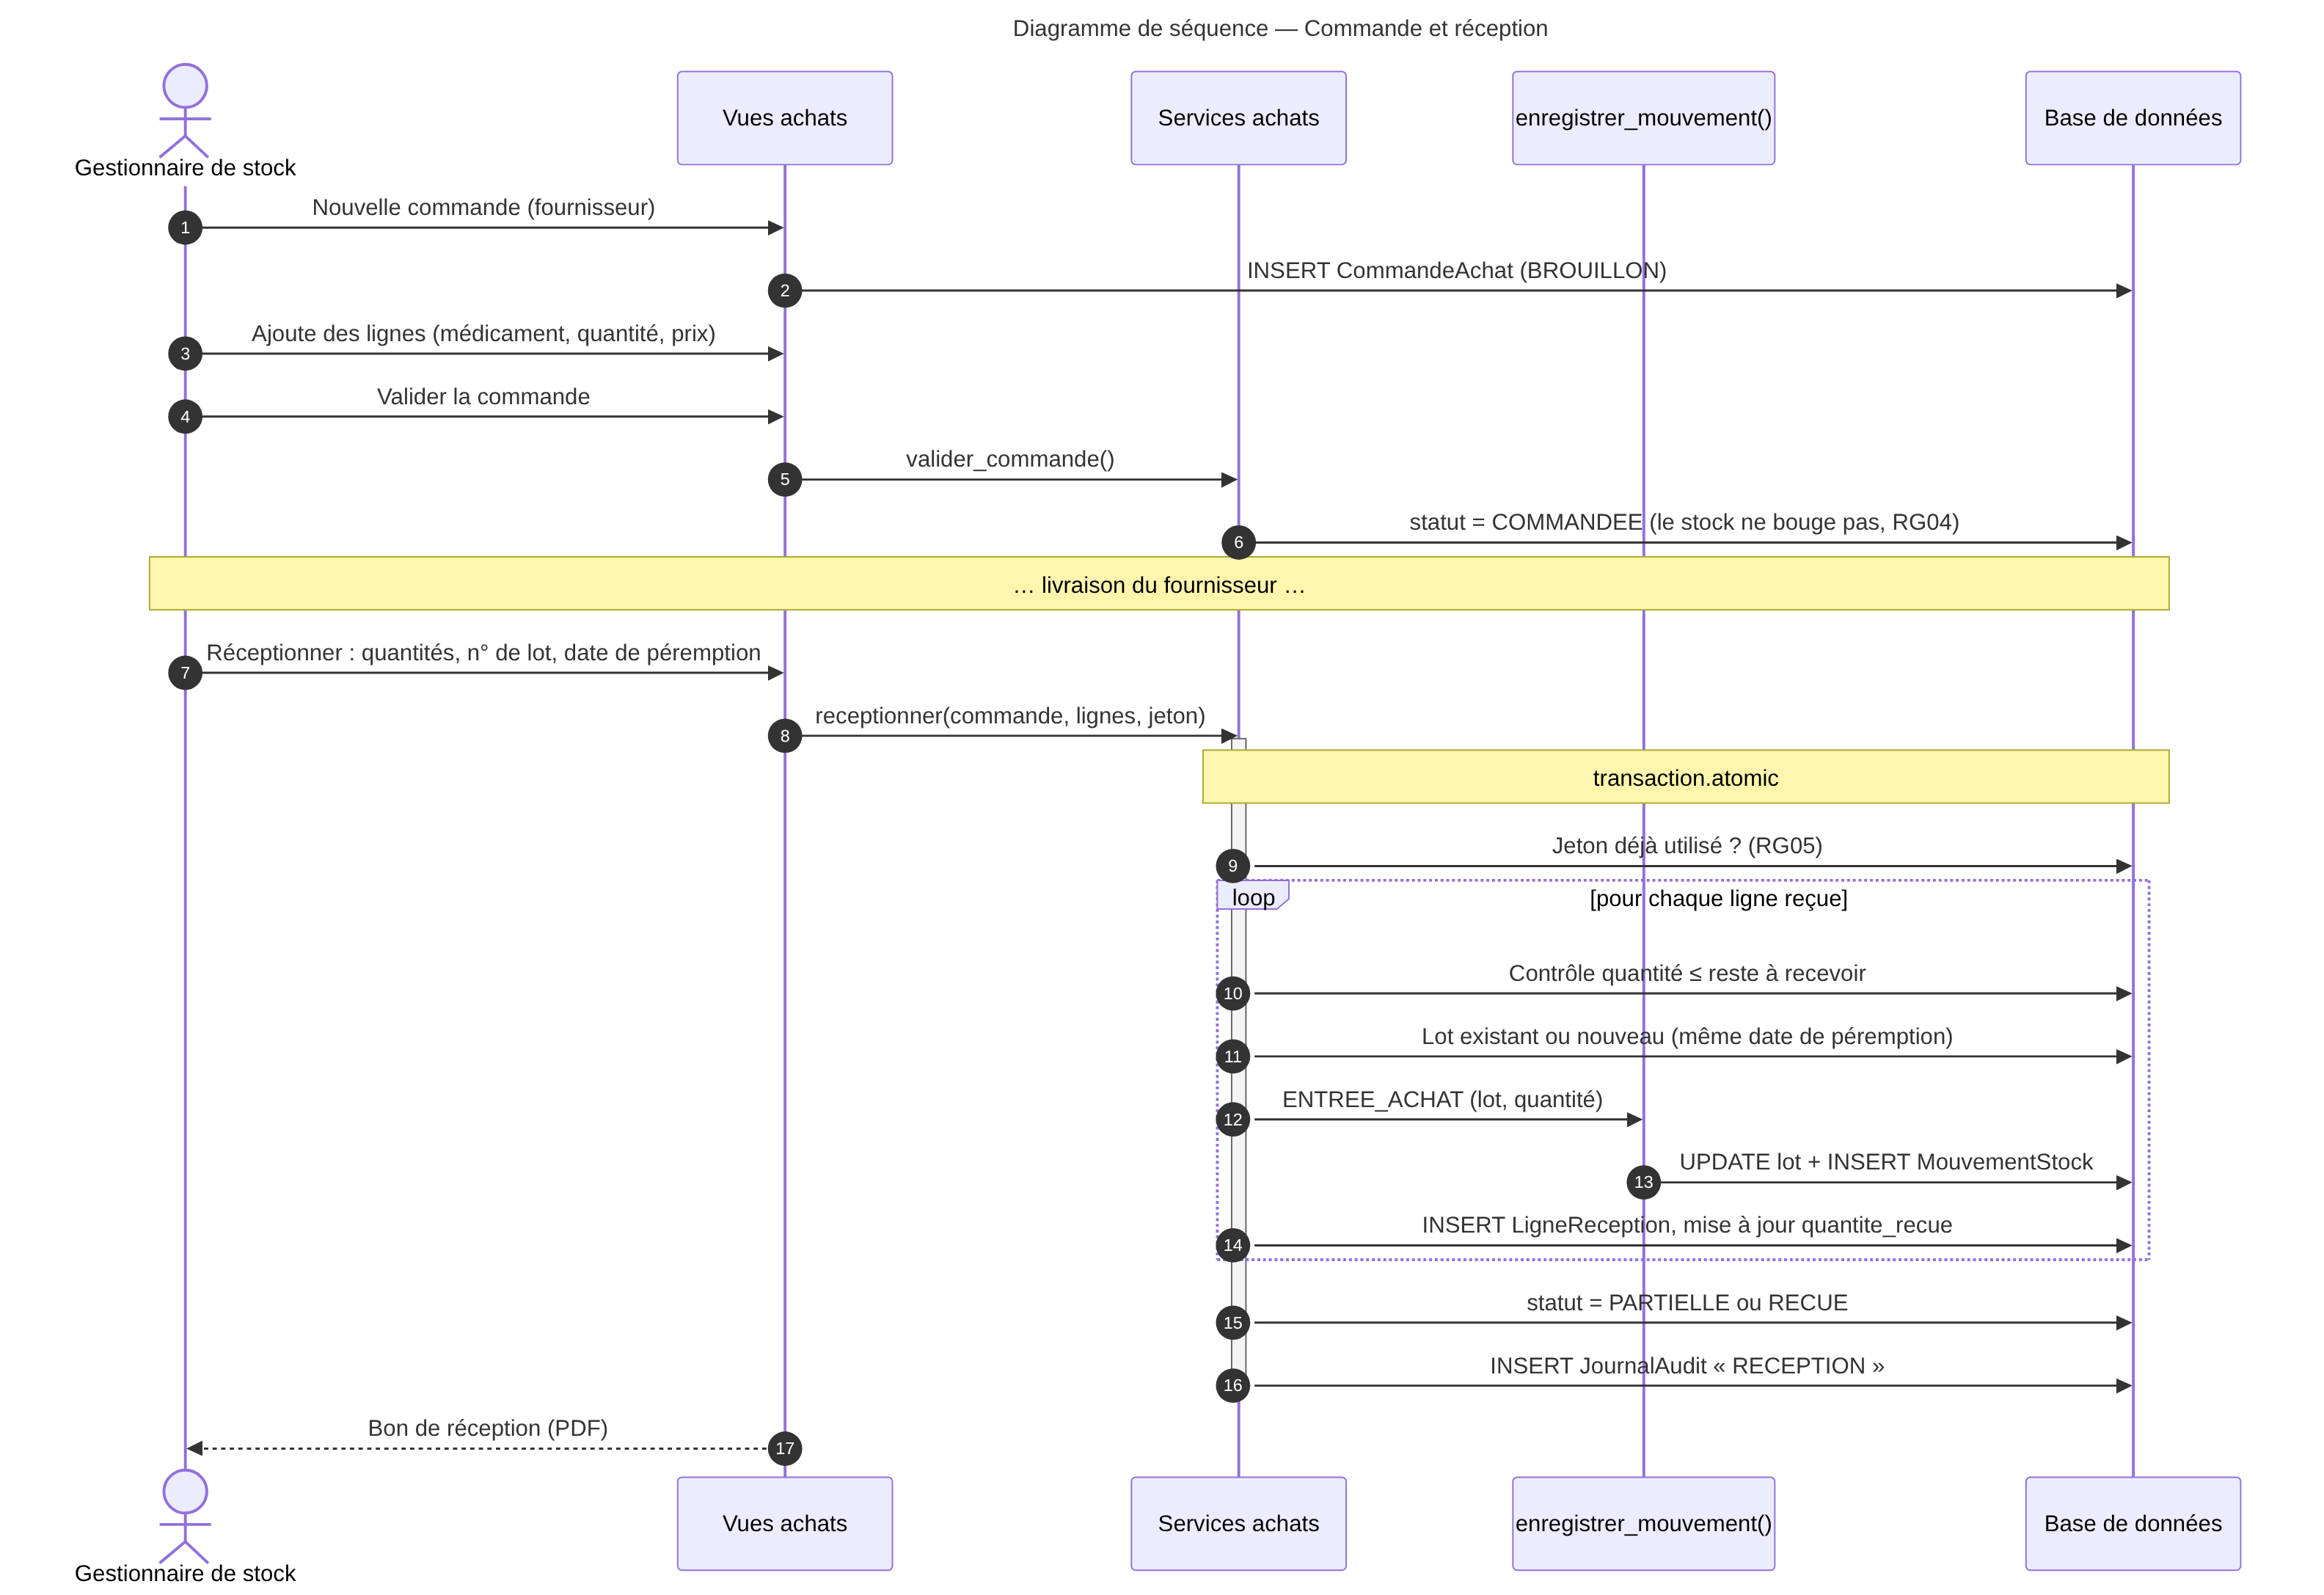 Diagramme de séquence — Commande et réception
Gestionnaire de stock
Vues achats
Services achats
enregistrer_mouvement()
Base de données
1 Nouvelle commande (fournisseur)
2 INSERT CommandeAchat (BROUILLON)
3 Ajoute des lignes (médicament, quantité, prix)
4 Valider la commande
5 valider_commande()
6 statut = COMMANDEE (le stock ne bouge pas, RG04)
… livraison du fournisseur …
7 Réceptionner : quantités, n° de lot, date de péremption
8 receptionner(commande, lignes, jeton)
transaction.atomic
9 Jeton déjà utilisé ? (RG05)
loop [pour chaque ligne reçue]
10 Contrôle quantité ≤ reste à recevoir
11 Lot existant ou nouveau (même date de péremption)
12 ENTREE_ACHAT (lot, quantité)
13 UPDATE lot + INSERT MouvementStock
14 INSERT LigneReception, mise à jour quantite_recue
15 statut = PARTIELLE ou RECUE
16 INSERT JournalAudit « RECEPTION »
17 Bon de réception (PDF)
Gestionnaire de stock
Vues achats
Services achats
enregistrer_mouvement()
Base de données